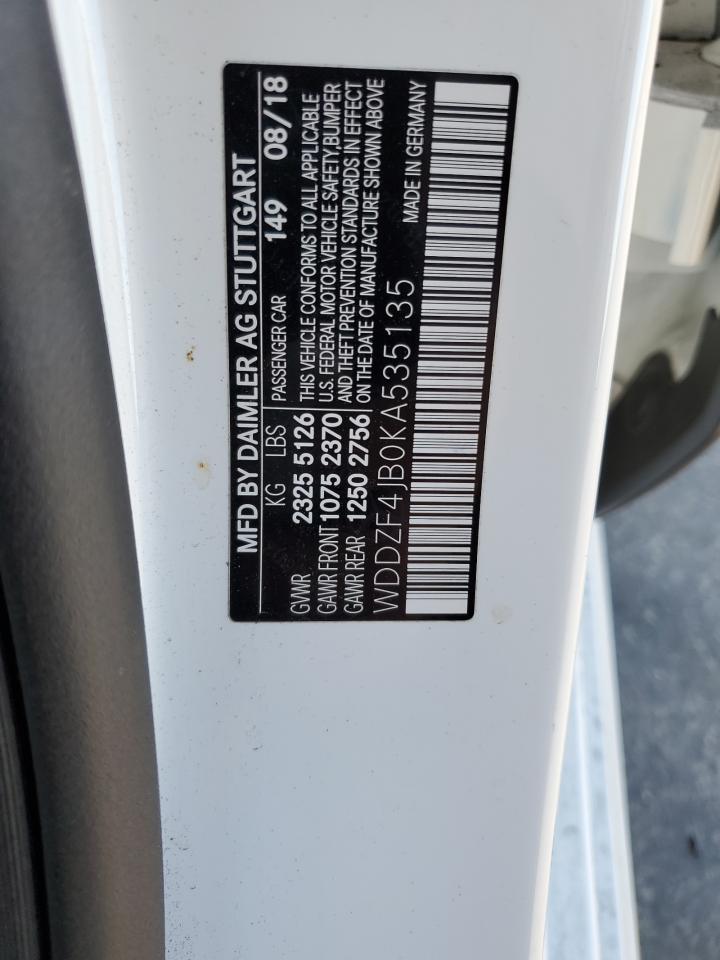 MFD BY DAIMLER AG STUTTGART
KG LBS PASSENGER CAR 149 08/18
GVWR 2325 5126 THIS VEHICLE CONFORMS TO ALL APPLICABLE
GAWR FRONT 1075 2370 U.S. FEDERAL MOTOR VEHICLE SAFETY,BUMPER
GAWR REAR 1250 2756 AND THEFT PREVENTION STANDARDS IN EFFECT
ON THE DATE OF MANUFACTURE SHOWN ABOVE
WDDZF4JB0KA535135 MADE IN GERMANY